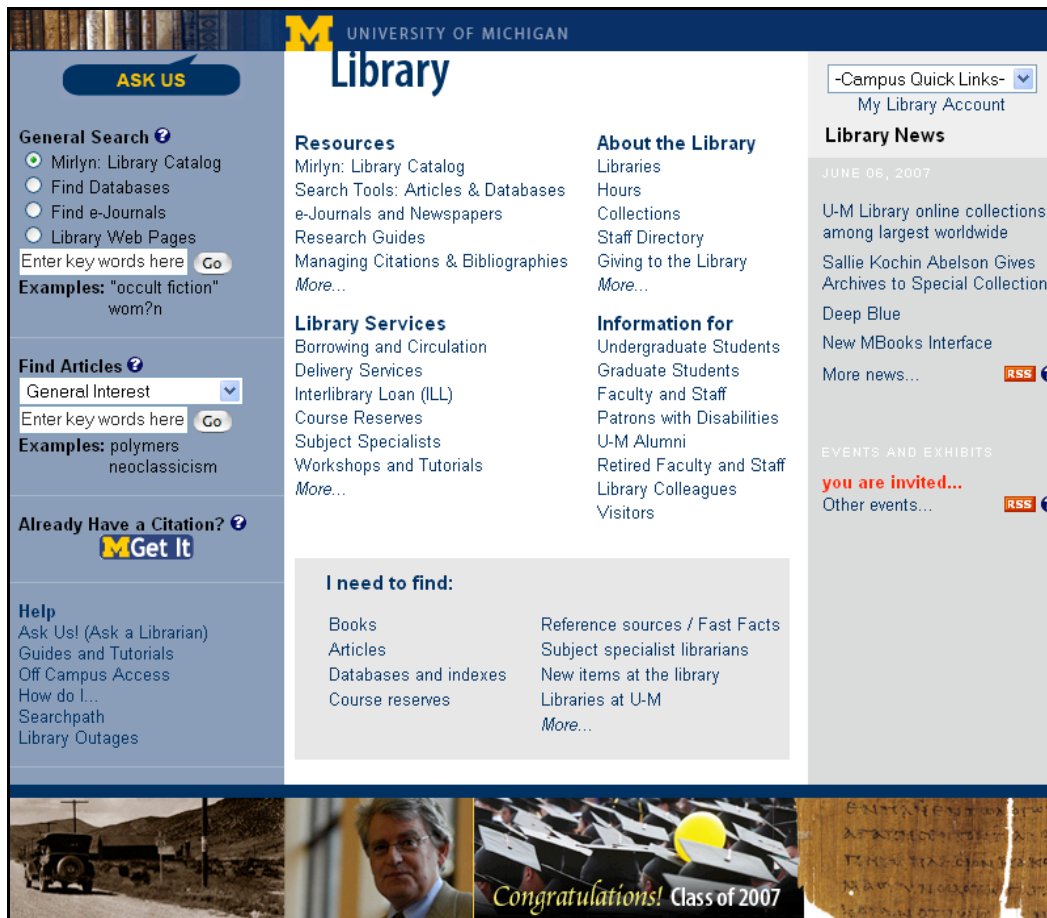 UNIVERSITY OF MICHIGAN
Library
ASK US
General Search ?
Mirlyn: Library Catalog
Find Databases
Find e-Journals
Library Web Pages
Enter key words here Go
Examples: "occult fiction"
wom?n
Find Articles ?
General Interest
Enter key words here Go
Examples: polymers
neoclassicism
Already Have a Citation? ?
MGet It
Help
Ask Us! (Ask a Librarian)
Guides and Tutorials
Off Campus Access
How do I...
Searchpath
Library Outages
Resources
Mirlyn: Library Catalog
Search Tools: Articles & Databases
e-Journals and Newspapers
Research Guides
Managing Citations & Bibliographies
More...
About the Library
Libraries
Hours
Collections
Staff Directory
Giving to the Library
More...
Library Services
Borrowing and Circulation
Delivery Services
Interlibrary Loan (ILL)
Course Reserves
Subject Specialists
Workshops and Tutorials
More...
Information for
Undergraduate Students
Graduate Students
Faculty and Staff
Patrons with Disabilities
U-M Alumni
Retired Faculty and Staff
Library Colleagues
Visitors
I need to find:
Books
Articles
Databases and indexes
Course reserves
Reference sources / Fast Facts
Subject specialist librarians
New items at the library
Libraries at U-M
More...
-Campus Quick Links-
My Library Account
Library News
JUNE 06, 2007
U-M Library online collections
among largest worldwide
Sallie Kochin Abelson Gives
Archives to Special Collection
Deep Blue
New MBooks Interface
More news... RSS
EVENTS AND EXHIBITS
you are invited...
Other events... RSS
Congratulations! Class of 2007